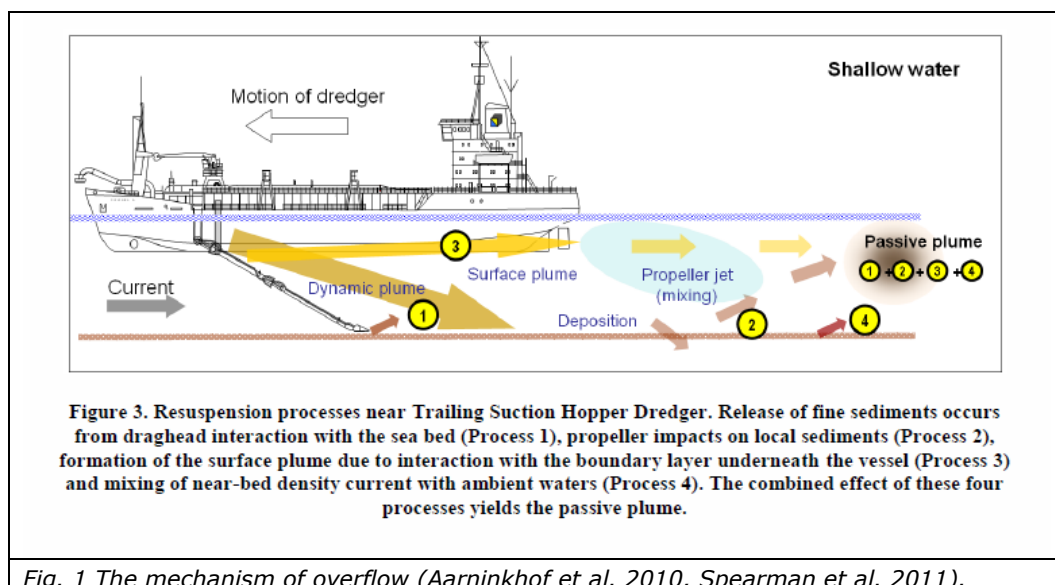 Shallow water
Motion of dredger
3
Passive plume
1 + 2 + 3 + 4
Surface plume
Propeller jet
(mixing)
Current
Dynamic plume
1
Deposition
2
4
Figure 3. Resuspension processes near Trailing Suction Hopper Dredger. Release of fine sediments occurs
from draghead interaction with the sea bed (Process 1), propeller impacts on local sediments (Process 2),
formation of the surface plume due to interaction with the boundary layer underneath the vessel (Process 3)
and mixing of near-bed density current with ambient waters (Process 4). The combined effect of these four
processes yields the passive plume.
Fig. 1 The mechanism of overflow (Aarninkhof et al. 2010, Spearman et al. 2011).